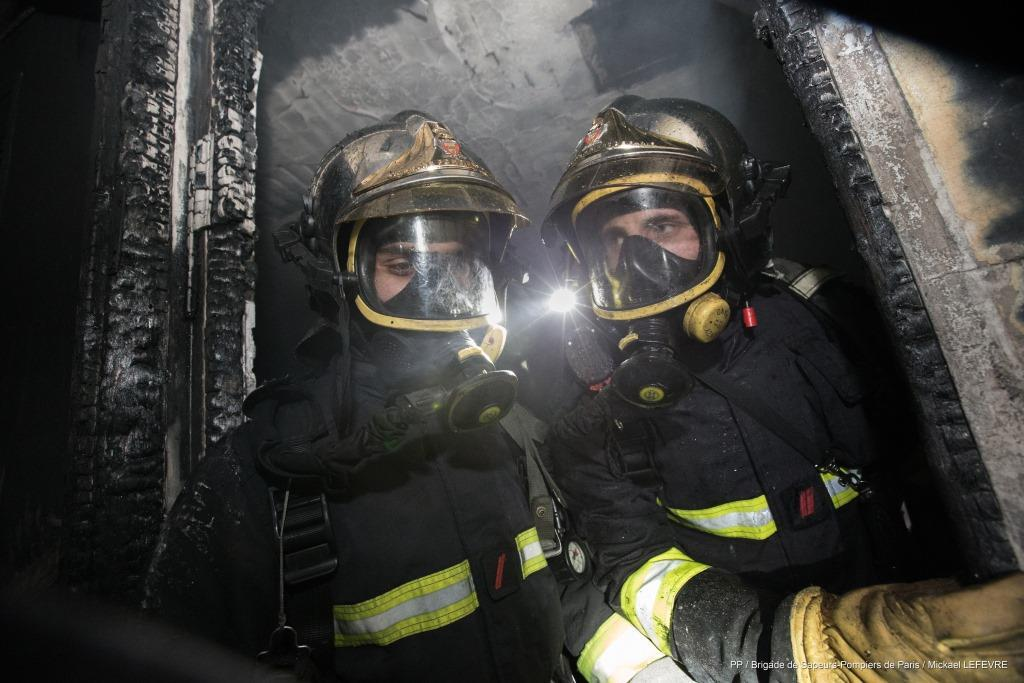 PP / Brigade de Sapeurs-Pompiers de Paris / Mickael LEFEVRE